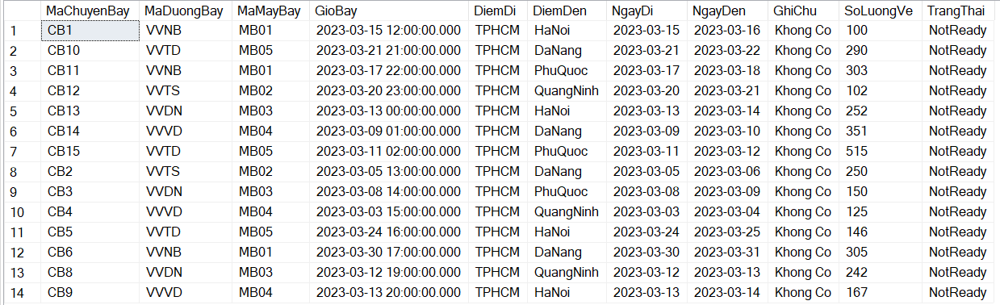 MaChuyenBay MaDuongBay MaMayBay GioBay DiemDi DiemDen NgayDi NgayDen GhiChu SoLuongVe TrangThai
1 CB1 VVNB MB01 2023-03-15 12:00:00.000 TPHCM HaNoi 2023-03-15 2023-03-16 Khong Co 100 NotReady
2 CB10 VVTD MB05 2023-03-21 21:00:00.000 TPHCM DaNang 2023-03-21 2023-03-22 Khong Co 290 NotReady
3 CB11 VVNB MB01 2023-03-17 22:00:00.000 TPHCM PhuQuoc 2023-03-17 2023-03-18 Khong Co 303 NotReady
4 CB12 VVTS MB02 2023-03-20 23:00:00.000 TPHCM QuangNinh 2023-03-20 2023-03-21 Khong Co 102 NotReady
5 CB13 VVDN MB03 2023-03-13 00:00:00.000 TPHCM HaNoi 2023-03-13 2023-03-14 Khong Co 252 NotReady
6 CB14 VVVD MB04 2023-03-09 01:00:00.000 TPHCM DaNang 2023-03-09 2023-03-10 Khong Co 351 NotReady
7 CB15 VVTD MB05 2023-03-11 02:00:00.000 TPHCM PhuQuoc 2023-03-11 2023-03-12 Khong Co 515 NotReady
8 CB2 VVTS MB02 2023-03-05 13:00:00.000 TPHCM DaNang 2023-03-05 2023-03-06 Khong Co 250 NotReady
9 CB3 VVDN MB03 2023-03-08 14:00:00.000 TPHCM PhuQuoc 2023-03-08 2023-03-09 Khong Co 150 NotReady
10 CB4 VVVD MB04 2023-03-03 15:00:00.000 TPHCM QuangNinh 2023-03-03 2023-03-04 Khong Co 125 NotReady
11 CB5 VVTD MB05 2023-03-24 16:00:00.000 TPHCM HaNoi 2023-03-24 2023-03-25 Khong Co 146 NotReady
12 CB6 VVNB MB01 2023-03-30 17:00:00.000 TPHCM DaNang 2023-03-30 2023-03-31 Khong Co 305 NotReady
13 CB8 VVDN MB03 2023-03-12 19:00:00.000 TPHCM QuangNinh 2023-03-12 2023-03-13 Khong Co 242 NotReady
14 CB9 VVVD MB04 2023-03-13 20:00:00.000 TPHCM HaNoi 2023-03-13 2023-03-14 Khong Co 167 NotReady